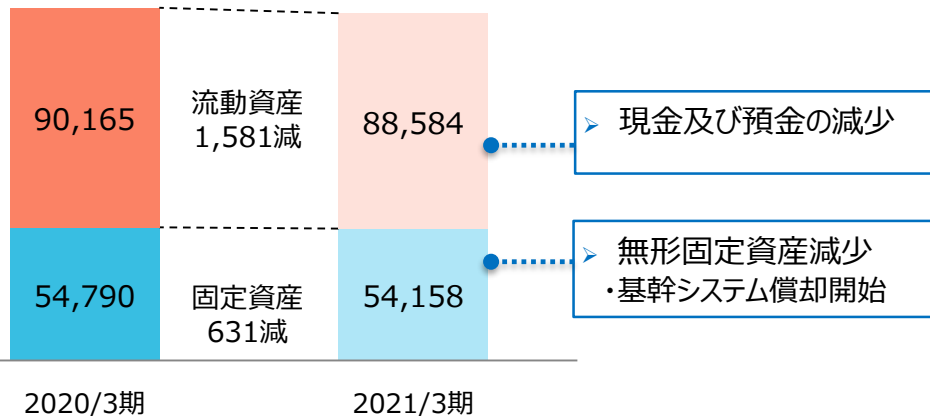 90,165
流動資産
1,581減
88,584
➢ 現金及び預金の減少
54,790
固定資産
631減
54,158
➢ 無形固定資産減少
・基幹システム償却開始
2020/3期
2021/3期